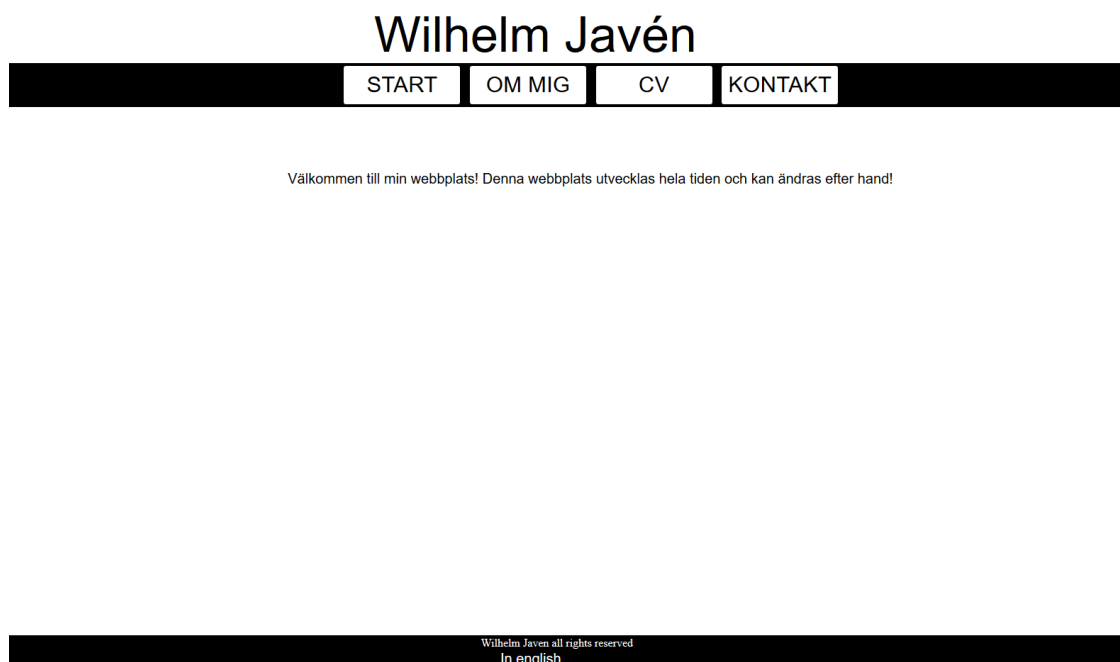 Wilhelm Javén
START OM MIG CV KONTAKT
Välkommen till min webbplats! Denna webbplats utvecklas hela tiden och kan ändras efter hand!
Wilhelm Javen all rights reserved
In english